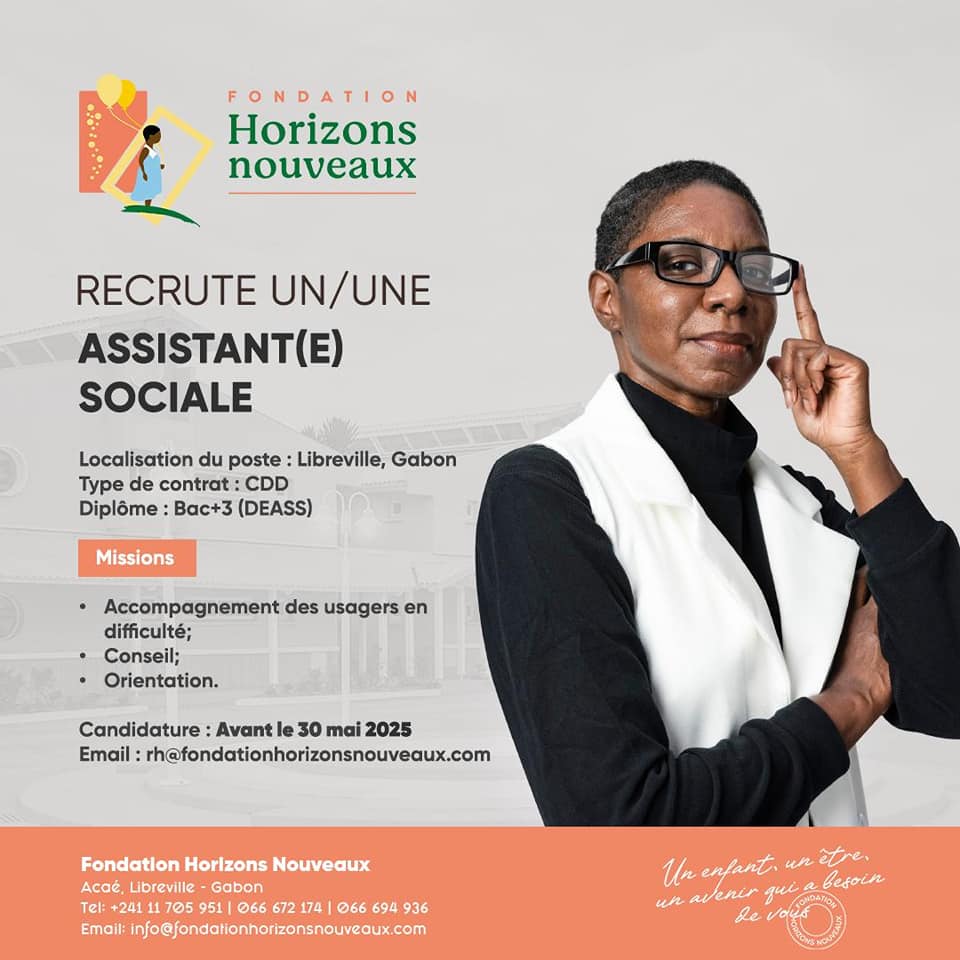 FONDATION
Horizons
nouveaux
RECRUTE UN/UNE
ASSISTANT(E)
SOCIALE
Localisation du poste : Libreville, Gabon
Type de contrat : CDD
Diplôme : Bac+3 (DEASS)
Missions
• Accompagnement des usagers en
difficulté;
• Conseil;
• Orientation.
Candidature : Avant le 30 mai 2025
Email : rh@fondationhorizonsnouveaux.com
Fondation Horizons Nouveaux
Acaé, Libreville - Gabon
Tel: +241 11 705 951 | 066 672 174 | 066 694 936
Email: info@fondationhorizonsnouveaux.com
Un enfant, un être,
un avenir qui a besoin
de vous
FONDATION
HORIZONS NOUVEAUX